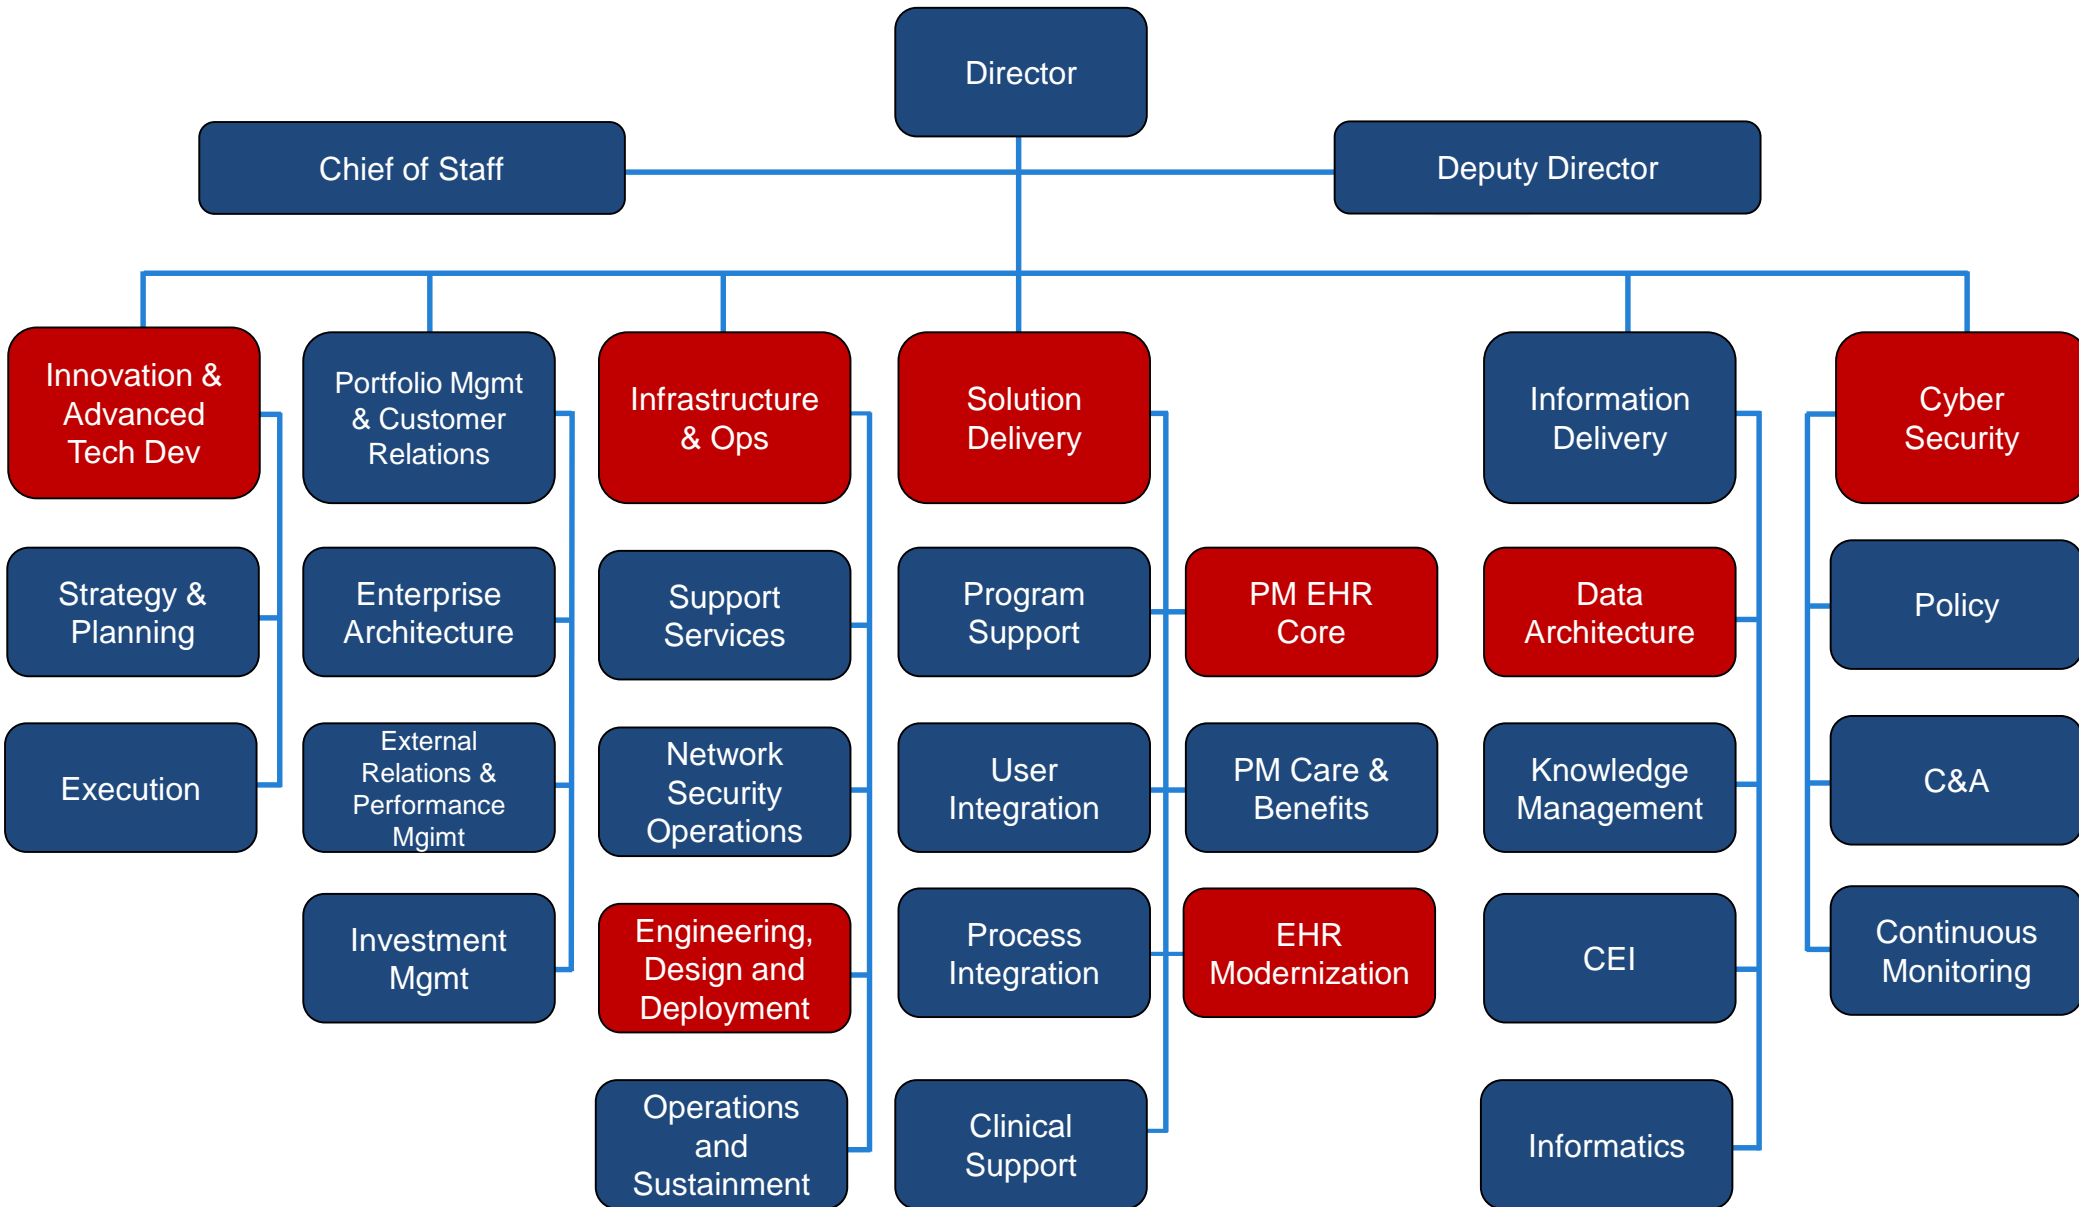 Director
Chief of Staff
Deputy Director
Innovation &
Advanced
Tech Dev
Portfolio Mgmt
& Customer
Relations
Infrastructure
& Ops
Solution
Delivery
Information
Delivery
Cyber
Security
Strategy &
Planning
Enterprise
Architecture
Support
Services
Program
Support
PM EHR
Core
Data
Architecture
Policy
Execution
External
Relations &
Performance
Mgimt
Network
Security
Operations
User
Integration
PM Care &
Benefits
Knowledge
Management
C&A
Investment
Mgmt
Engineering,
Design and
Deployment
Process
Integration
EHR
Modernization
CEI
Continuous
Monitoring
Operations
and
Sustainment
Clinical
Support
Informatics